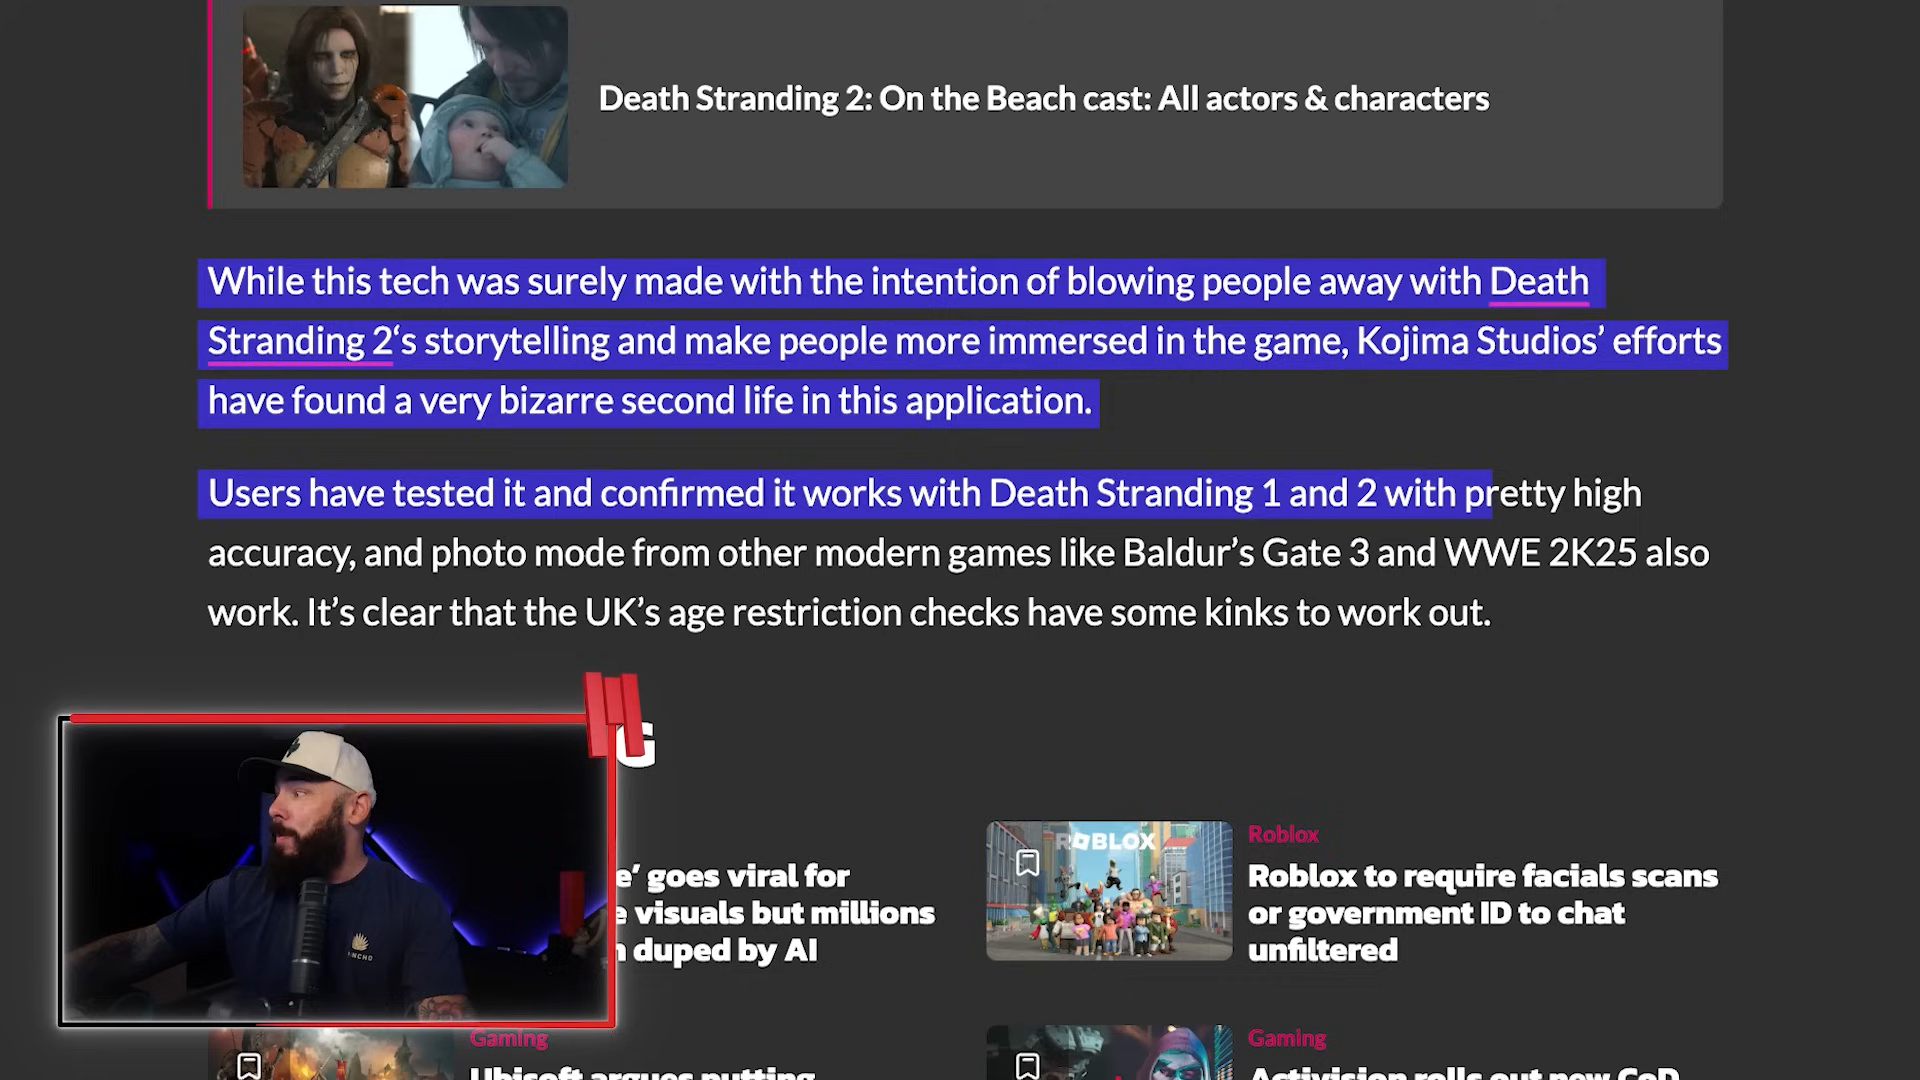 Death Stranding 2: On the Beach cast: All actors & characters
While this tech was surely made with the intention of blowing people away with Death
Stranding 2‘s storytelling and make people more immersed in the game, Kojima Studios’ efforts
have found a very bizarre second life in this application.
Users have tested it and confirmed it works with Death Stranding 1 and 2 with pretty high
accuracy, and photo mode from other modern games like Baldur’s Gate 3 and WWE 2K25 also
work. It’s clear that the UK’s age restriction checks have some kinks to work out.
G
e’ goes viral for
e visuals but millions
n duped by AI
ROBLOX
Roblox
Roblox to require facials scans
or government ID to chat
unfiltered
Gaming
Ubisoft argues putting
Gaming
Activision rolls out new CoD